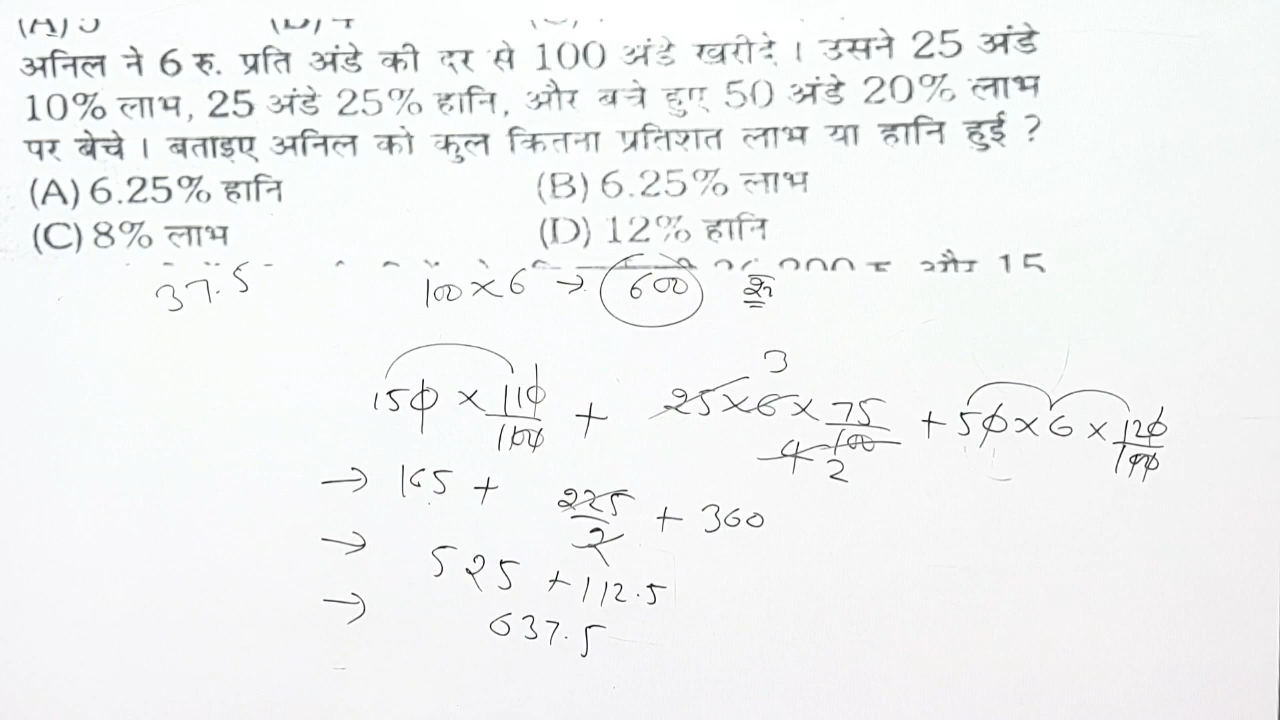 अनिल ने 6 रु. प्रति अंडे की दर से 100 अंडे खरीदे । उसने 25 अंडे
10% लाभ, 25 अंडे 25% हानि, और बचे हुए 50 अंडे 20% लाभ
पर बेचे । बताइए अनिल को कुल कितना प्रतिशत लाभ या हानि हुई ?
(A) 6.25% हानि (B) 6.25% लाभ
(C) 8% लाभ (D) 12% हानि
और 15
37.5 100 × 6 → 600 रु
150 × 110/100 + 25 × 6 × 75/100 + 50 × 6 × 120/100
3
4 2
→ 165 + 225/2 + 360
→ 525 + 112.5
→ 637.5